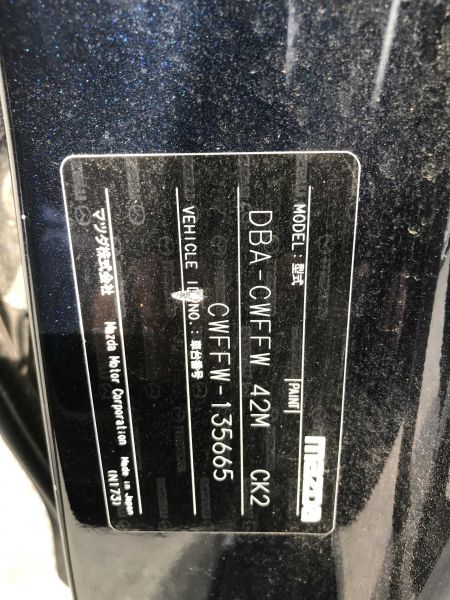 mazda
MODEL:型式 PAINT
DBA-CWFFW 42M CK2
VEHICLE ID NO.:車台番号
CWFFW-135665
マツダ株式会社 Mazda Motor Corporation Made in Japan
(N173)